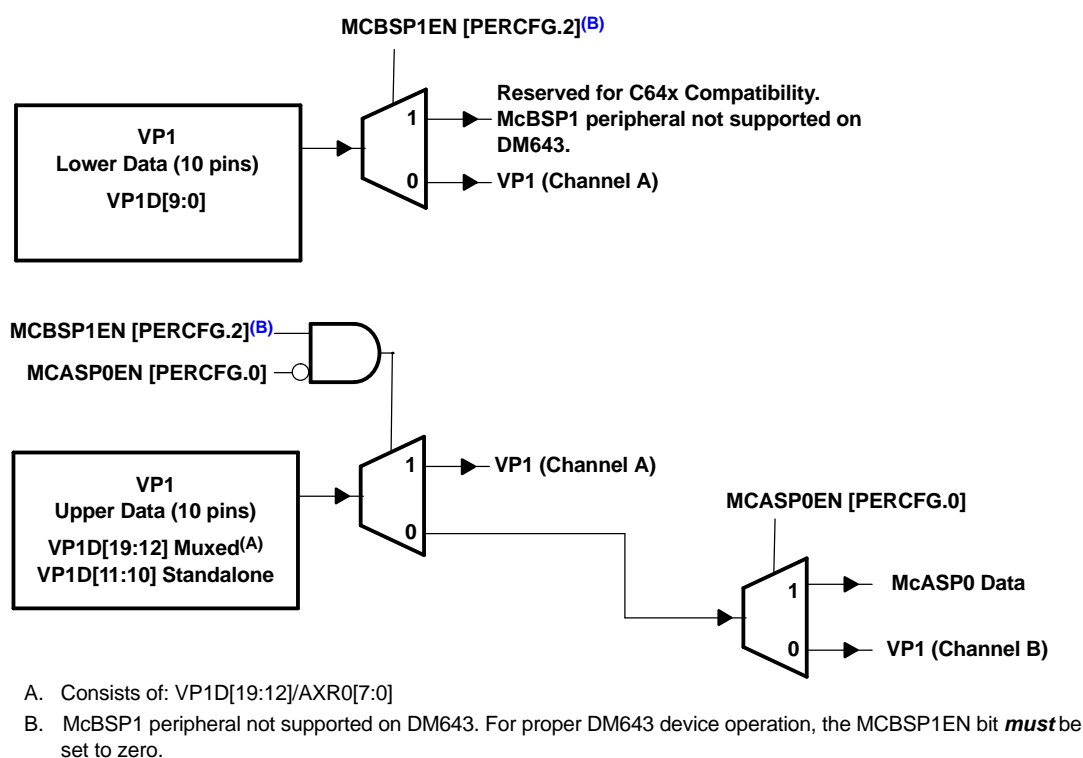 MCBSP1EN [PERCFG.2](B)
VP1
Lower Data (10 pins)
VP1D[9:0]
1
0
Reserved for C64x Compatibility.
McBSP1 peripheral not supported on
DM643.
VP1 (Channel A)
MCBSP1EN [PERCFG.2](B)
MCASP0EN [PERCFG.0]
VP1
Upper Data (10 pins)
VP1D[19:12] Muxed(A)
VP1D[11:10] Standalone
1
0
VP1 (Channel A)
MCASP0EN [PERCFG.0]
1
0
McASP0 Data
VP1 (Channel B)
A. Consists of: VP1D[19:12]/AXR0[7:0]
B. McBSP1 peripheral not supported on DM643. For proper DM643 device operation, the MCBSP1EN bit must be
set to zero.